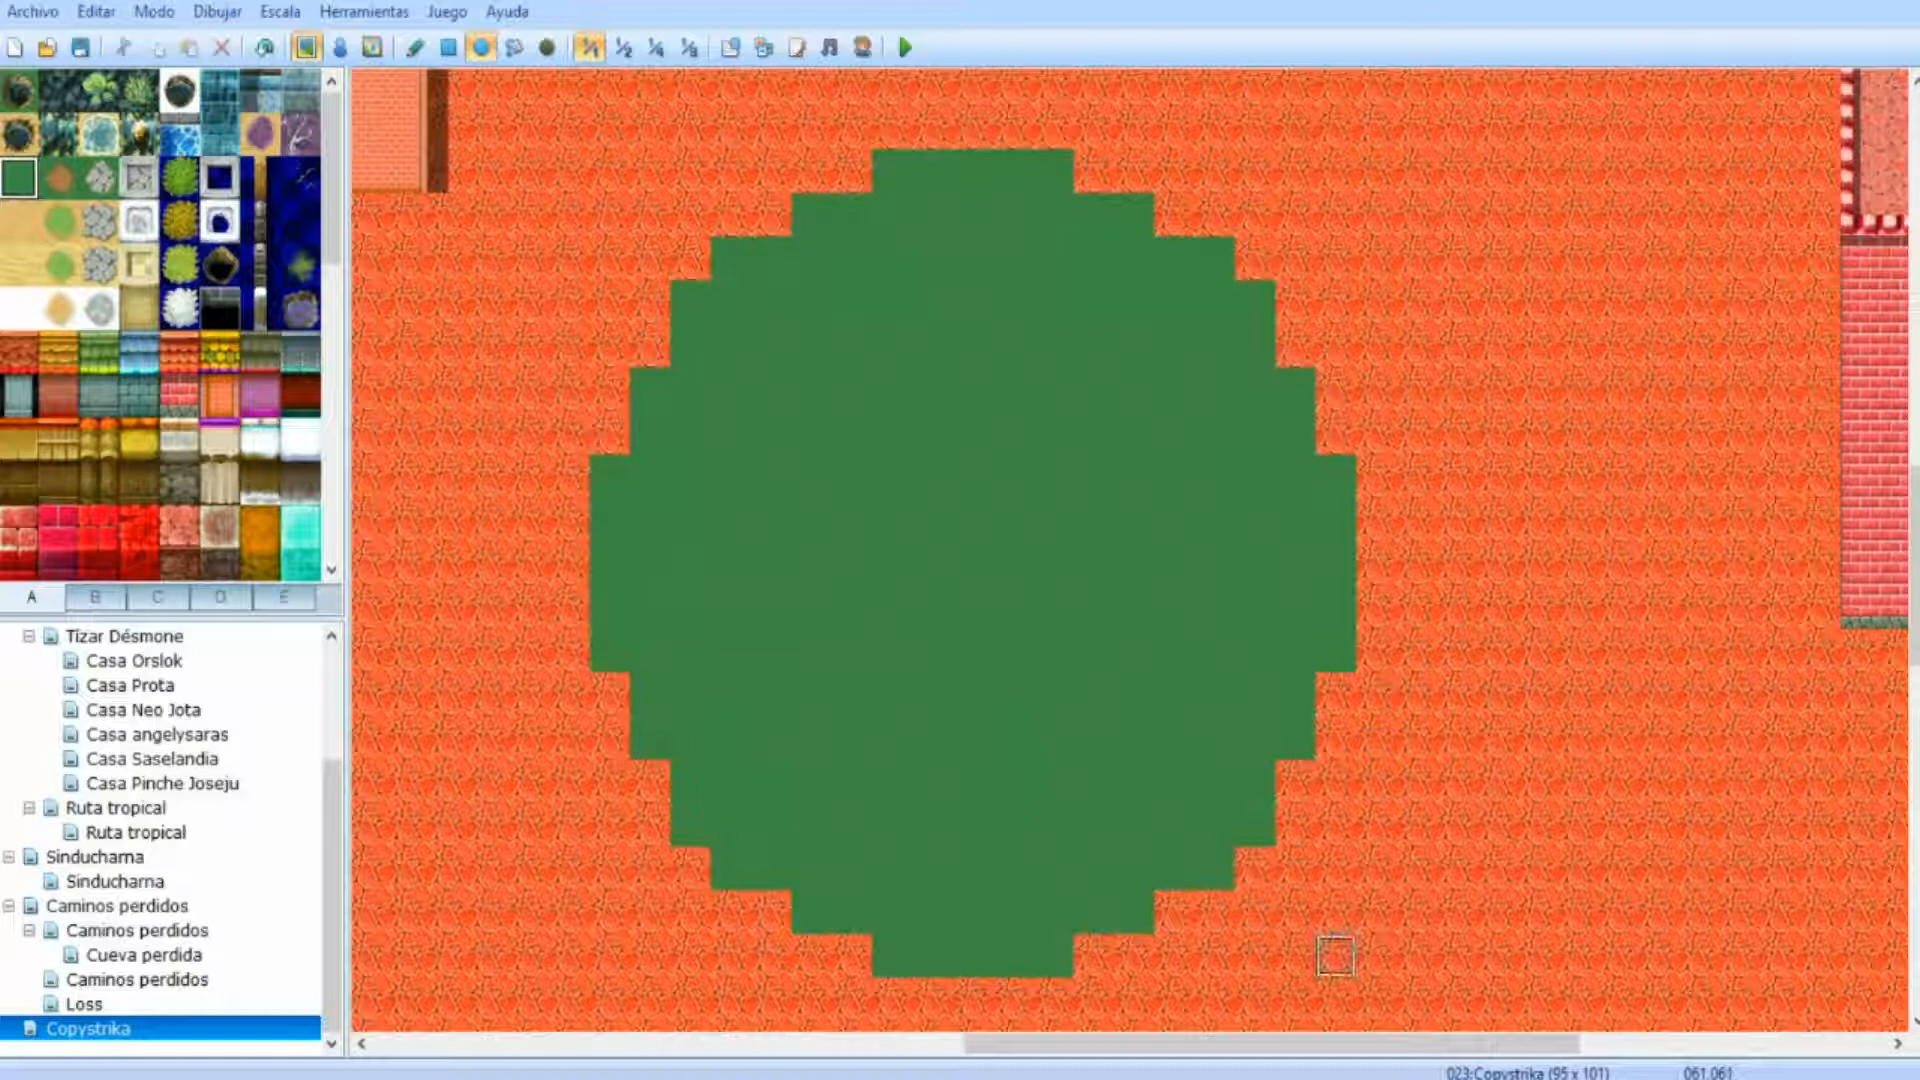 Archivo Editar Modo Dibujar Escala Herramientas Juego Ayuda
A B C D E
Tízar Désmone
Casa Orslok
Casa Prota
Casa Neo Jota
Casa angelysaras
Casa Saselandia
Casa Pinche Joseju
Ruta tropical
Ruta tropical
Sinducharna
Sinducharna
Caminos perdidos
Caminos perdidos
Cueva perdida
Caminos perdidos
Loss
Copystrika
023:Copystrika (95 x 101) 061,061